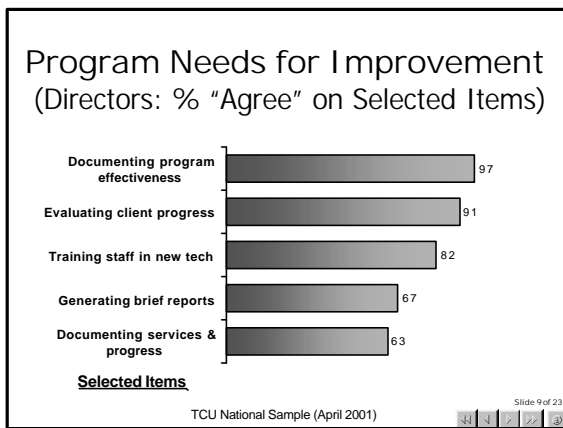 Program Needs for Improvement
(Directors: % “Agree” on Selected Items)
Documenting program
effectiveness
97
Evaluating client progress
91
Training staff in new tech
82
Generating brief reports
67
Documenting services &
progress
63
Selected Items
TCU National Sample (April 2001)
Slide 9 of 23